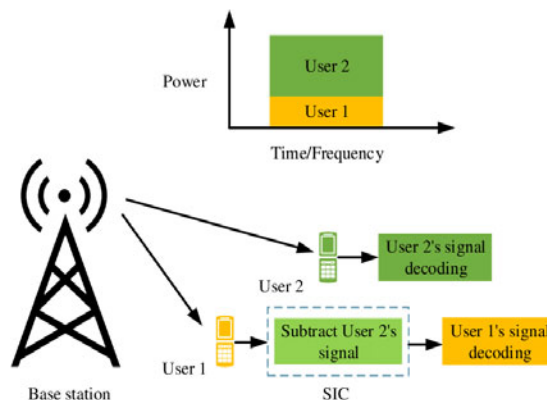 User 2
Power
User 1
Time/Frequency
User 2's signal
decoding
User 2
Subtract User 2's
signal
User 1's signal
decoding
User 1
Base station
SIC